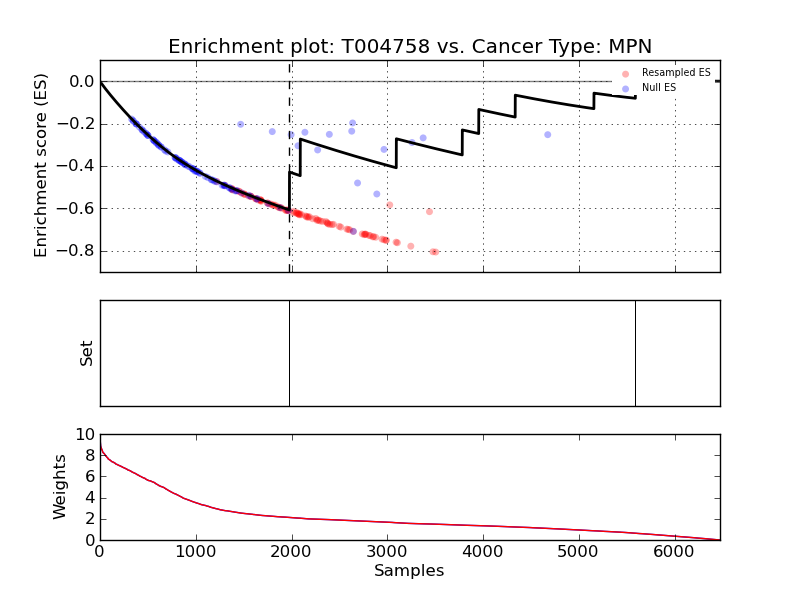 Enrichment plot: T004758 vs. Cancer Type: MPN
Enrichment score (ES)
0.0
−0.2
−0.4
−0.6
−0.8
Resampled ES
Null ES
Set
Weights
10
8
6
4
2
0
0 1000 2000 3000 4000 5000 6000
Samples